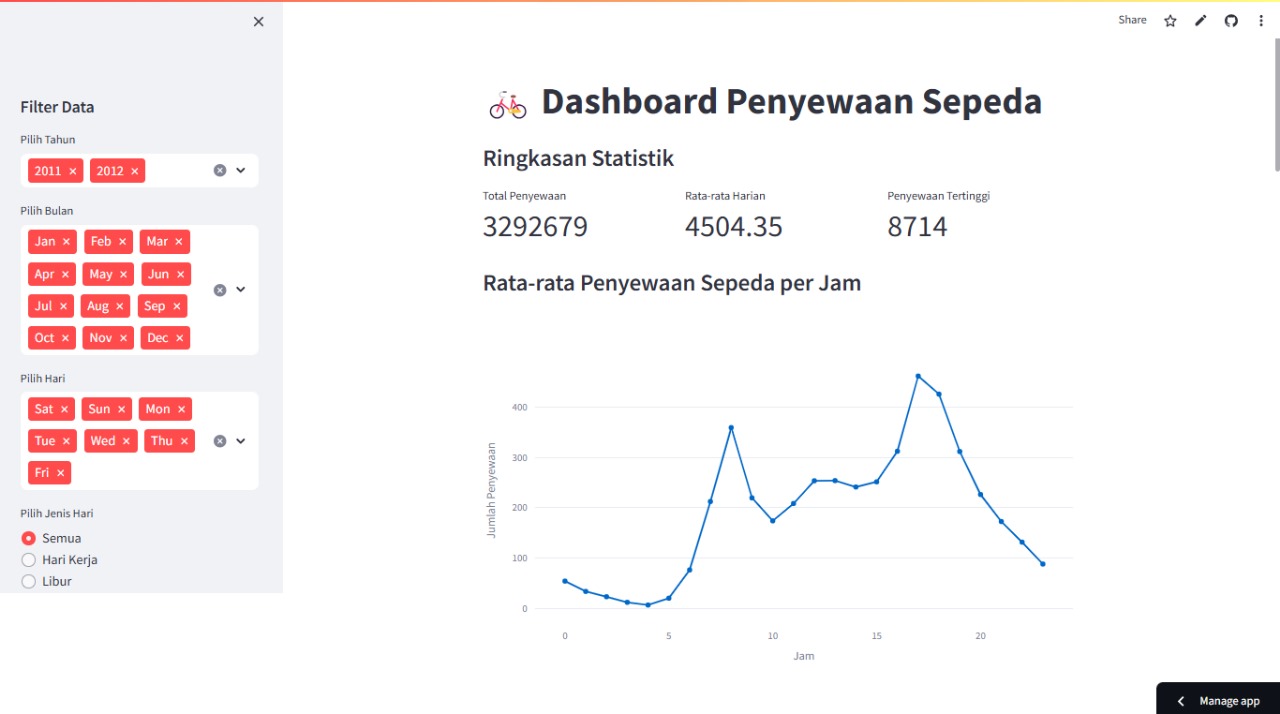 Share
Filter Data
Pilih Tahun
2011 × 2012 ×
Pilih Bulan
Jan × Feb × Mar ×
Apr × May × Jun ×
Jul × Aug × Sep ×
Oct × Nov × Dec ×
Pilih Hari
Sat × Sun × Mon ×
Tue × Wed × Thu ×
Fri ×
Pilih Jenis Hari
Semua
Hari Kerja
Libur
Dashboard Penyewaan Sepeda
Ringkasan Statistik
Total Penyewaan Rata-rata Harian Penyewaan Tertinggi
3292679 4504.35 8714
Rata-rata Penyewaan Sepeda per Jam
Jumlah Penyewaan
400
300
200
100
0
0 5 10 15 20
Jam
Manage app